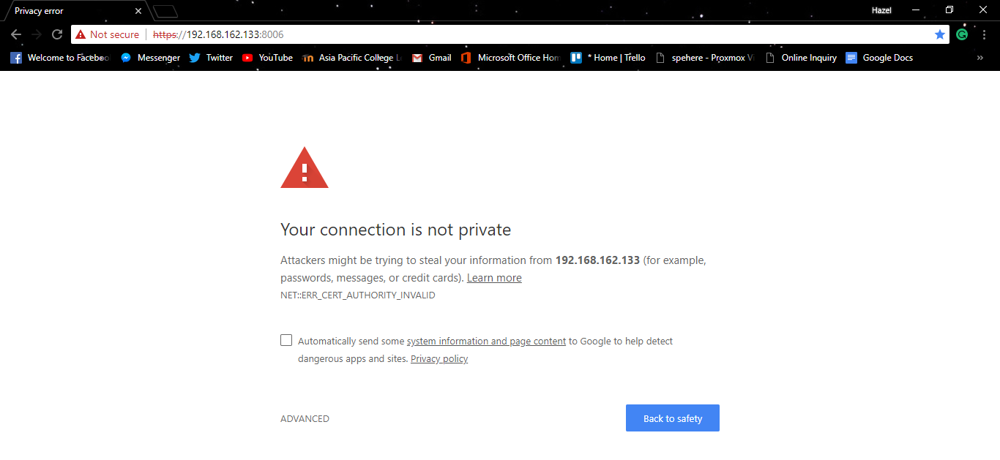 Privacy error
Hazel
Not secure https://192.168.162.133:8006
Welcome to Facebo Messenger Twitter YouTube Asia Pacific College L Gmail Microsoft Office Hom * Home | Trello spehere - Proxmox Vi Online Inquiry Google Docs »
Your connection is not private
Attackers might be trying to steal your information from 192.168.162.133 (for example,
passwords, messages, or credit cards). Learn more
NET::ERR_CERT_AUTHORITY_INVALID
Automatically send some system information and page content to Google to help detect
dangerous apps and sites. Privacy policy
ADVANCED
Back to safety